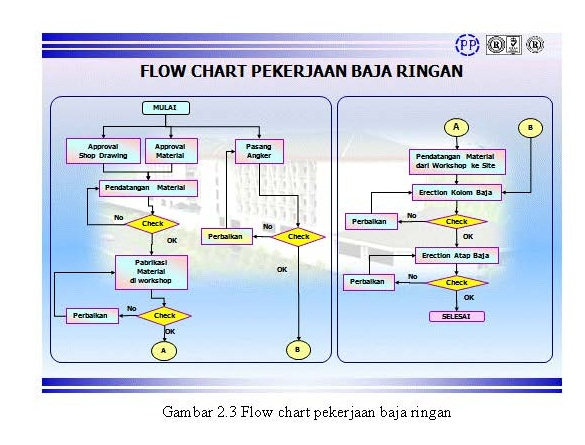 PP
FLOW CHART PEKERJAAN BAJA RINGAN
MULAI
Approval
Shop Drawing
Approval
Material
Pasang
Angker
Pendatangan Material
No
Check
OK
Perbaikan
No
Check
OK
Pabrikasi
Material
di workshop
Perbaikan
No
Check
OK
A
B
A
B
Pendatangan Material
dari Workshop ke Site
Erection Kolom Baja
Perbaikan
No
Check
OK
Erection Atap Baja
Perbaikan
No
Check
OK
SELESAI
Gambar 2.3 Flow chart pekerjaan baja ringan